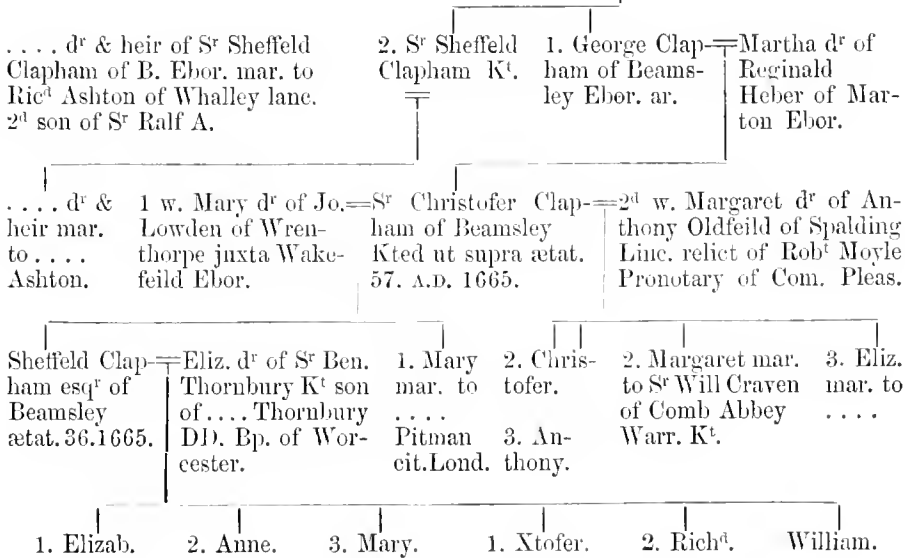 . . . . dʳ & heir of Sʳ Sheffeld
Clapham of B. Ebor. mar. to
Ricᵈ Ashton of Whalley lanc.
2ᵈ son of Sʳ Ralf A.
2. Sʳ Sheffeld
Clapham Kᵗ.
1. George Clap-
ham of Beams-
ley Ebor. ar.
Martha dʳ of
Reginald
Heber of Mar-
ton Ebor.
. . . . dʳ &
heir mar.
to . . . .
Ashton.
1 w. Mary dʳ of Jo.
Lowden of Wren-
thorpe juxta Wake-
feild Ebor.
Sʳ Christofer Clap-
ham of Beamsley
Kted ut supra ætat.
57. A.D. 1665.
2ᵈ w. Margaret dʳ of An-
thony Oldfeild of Spalding
Linc. relict of Robᵗ Moyle
Pronotary of Com. Pleas.
Sheffeld Clap-
ham esqʳ of
Beamsley
ætat. 36. 1665.
Eliz. dʳ of Sʳ Ben.
Thornbury Kᵗ son
of . . . . Thornbury
DD. Bp. of Wor-
cester.
1. Mary
mar. to
. . . .
Pitman
cit. Lond.
2. Chris-
tofer.
3. An-
thony.
2. Margaret mar.
to Sʳ Will Craven
of Comb Abbey
Warr. Kᵗ.
3. Eliz.
mar. to
. . . .
1. Elizab.
2. Anne.
3. Mary.
1. Xtofer.
2. Richᵈ.
William.